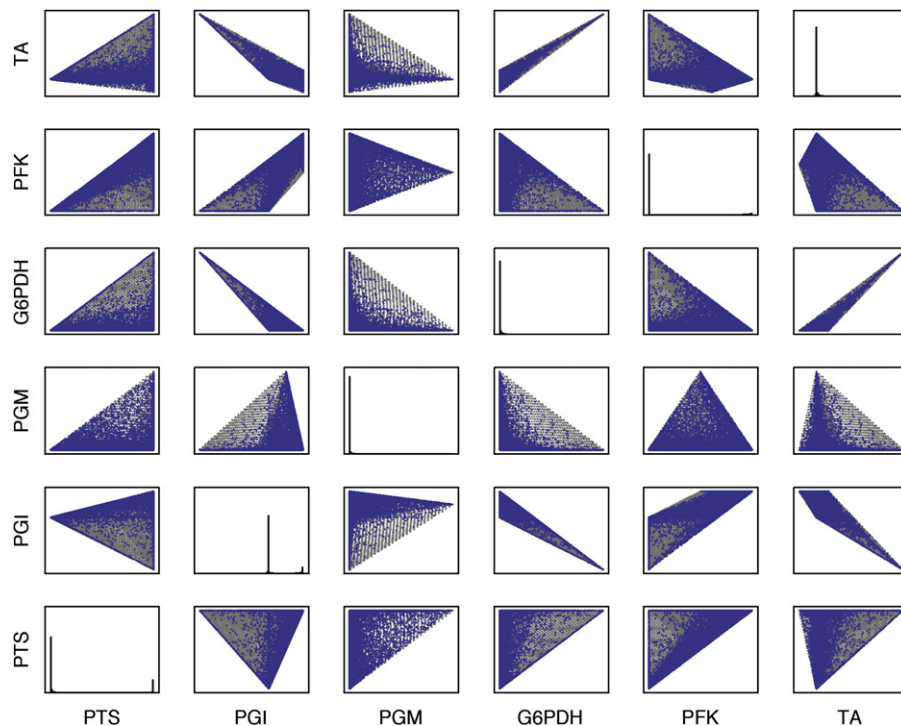 TA
PFK
G6PDH
PGM
PGI
PTS
PTS PGI PGM G6PDH PFK TA